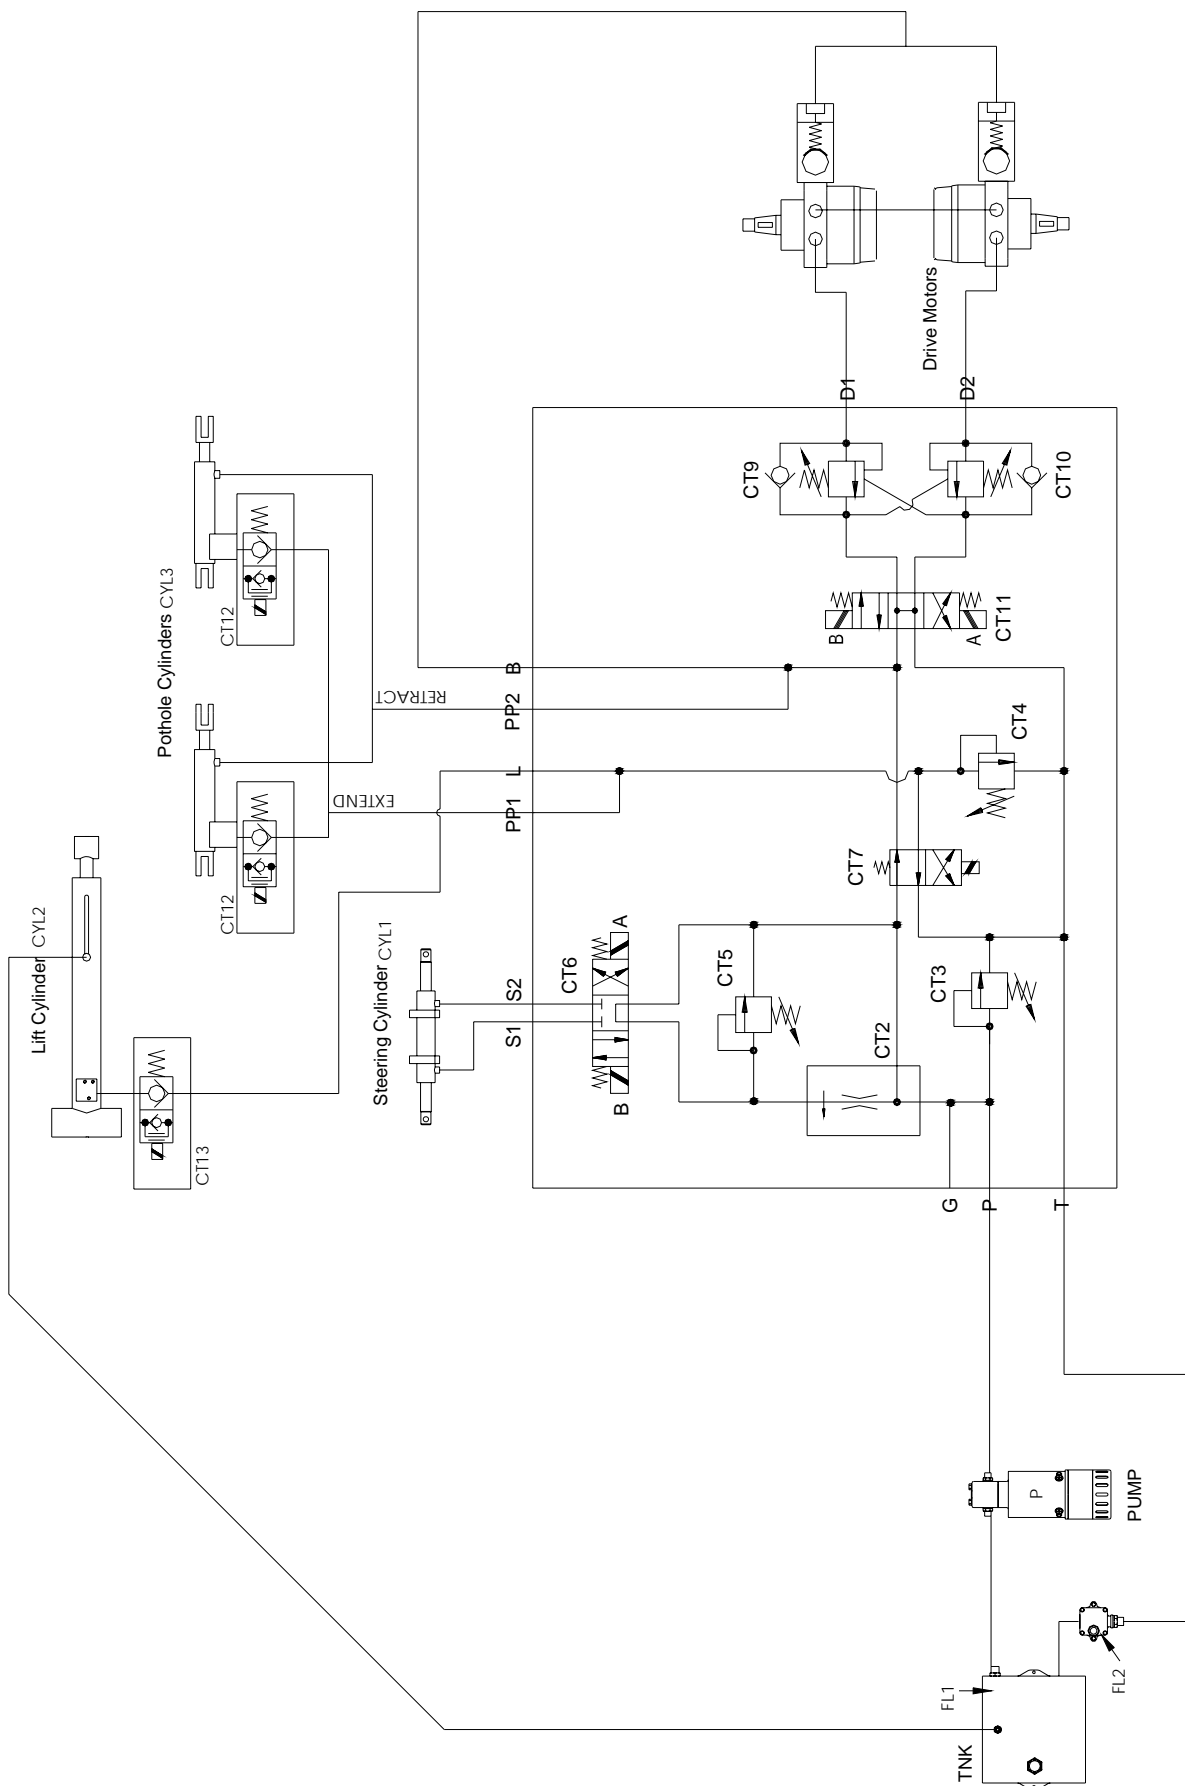 Drive Motors
D1
D2
CT9
CT10
Pothole Cylinders CYL3
CT12
CT12
B
A
CT11
B
PP2
RETRACT
L
PP1
EXTEND
CT4
CT7
Lift Cylinder CYL2
CT13
Steering Cylinder CYL1
S2
S1
A
CT6
B
CT5
CT2
CT3
G
P
T
P
PUMP
FL1
FL2
TNK